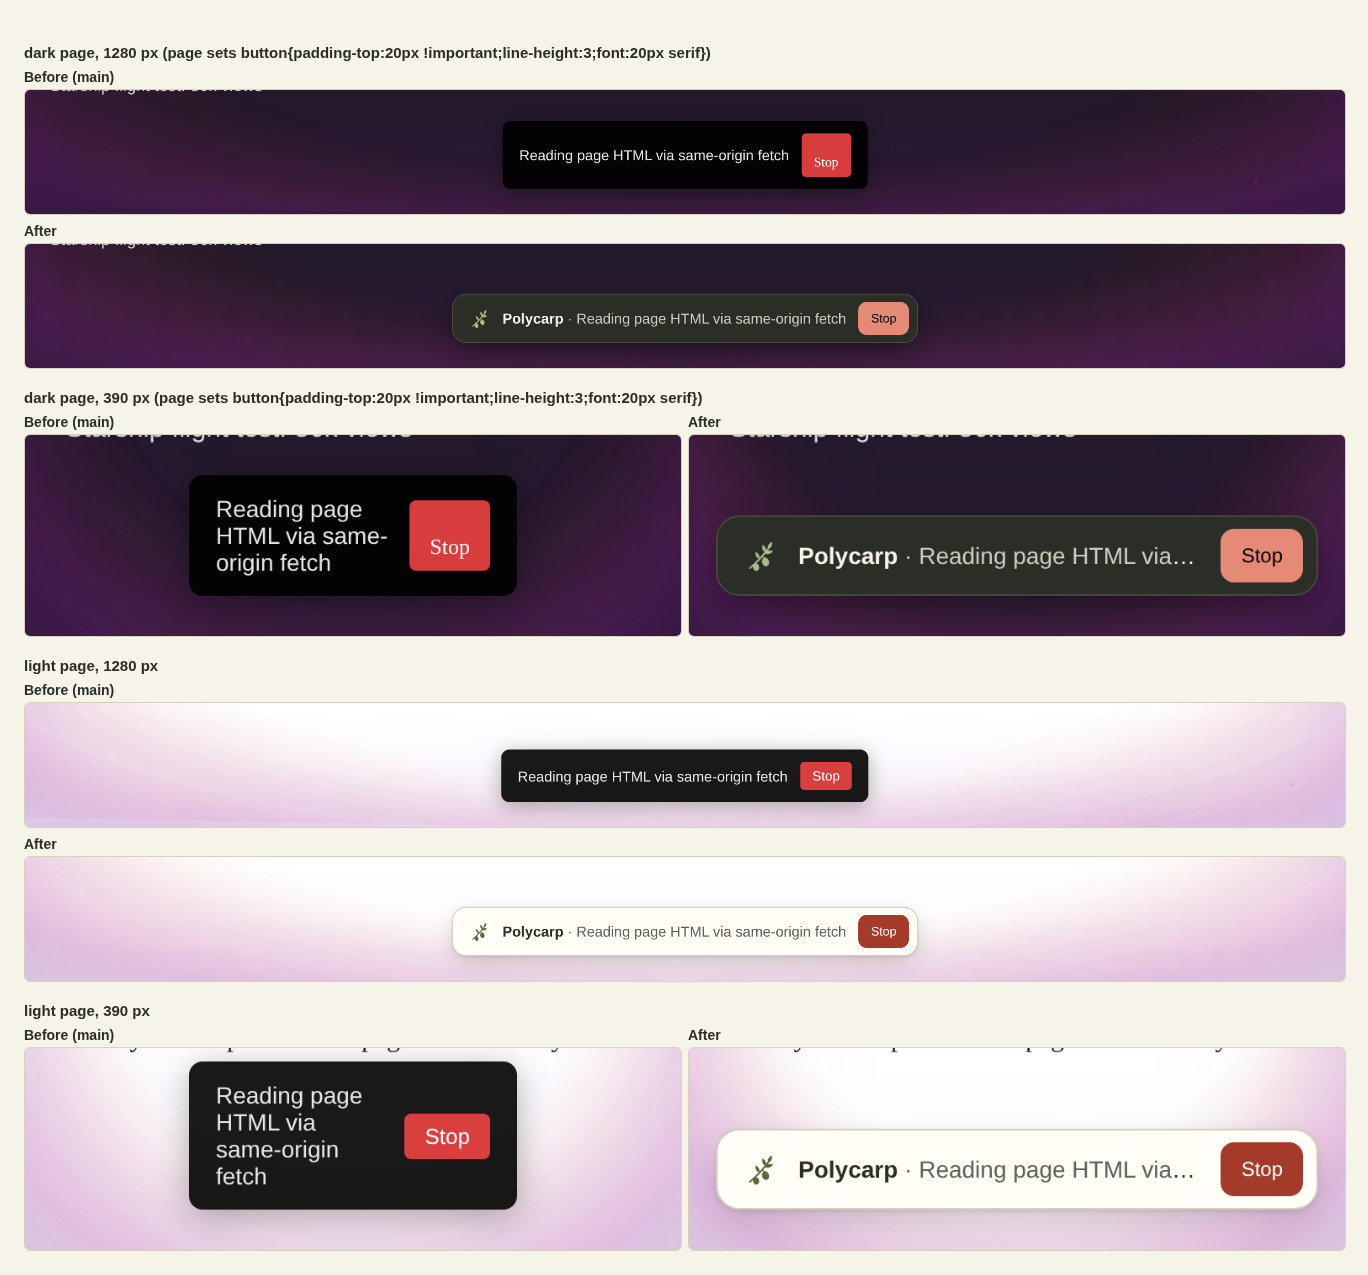 dark page, 1280 px (page sets button{padding-top:20px !important;line-height:3;font:20px serif})
Before (main)
Reading page HTML via same-origin fetch
Stop
After
Polycarp · Reading page HTML via same-origin fetch
Stop
dark page, 390 px (page sets button{padding-top:20px !important;line-height:3;font:20px serif})
Before (main)
Reading page
HTML via same-
origin fetch
Stop
After
Polycarp · Reading page HTML via…
Stop
light page, 1280 px
Before (main)
Reading page HTML via same-origin fetch
Stop
After
Polycarp · Reading page HTML via same-origin fetch
Stop
light page, 390 px
Before (main)
Reading page
HTML via
same-origin
fetch
Stop
After
Polycarp · Reading page HTML via…
Stop